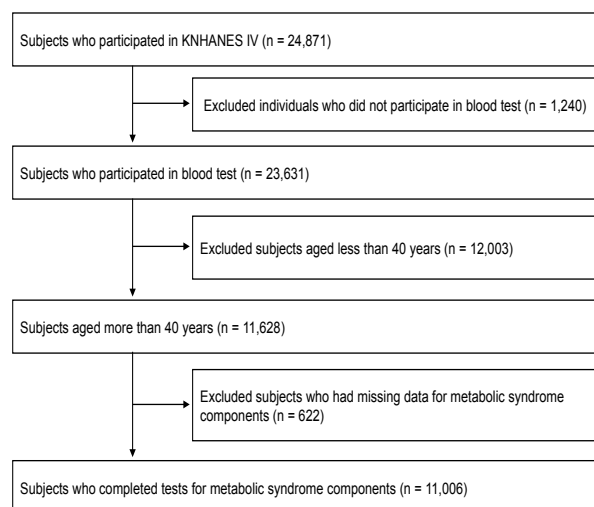 Subjects who participated in KNHANES IV (n = 24,871)
Excluded individuals who did not participate in blood test (n = 1,240)
Subjects who participated in blood test (n = 23,631)
Excluded subjects aged less than 40 years (n = 12,003)
Subjects aged more than 40 years (n = 11,628)
Excluded subjects who had missing data for metabolic syndrome
components (n = 622)
Subjects who completed tests for metabolic syndrome components (n = 11,006)